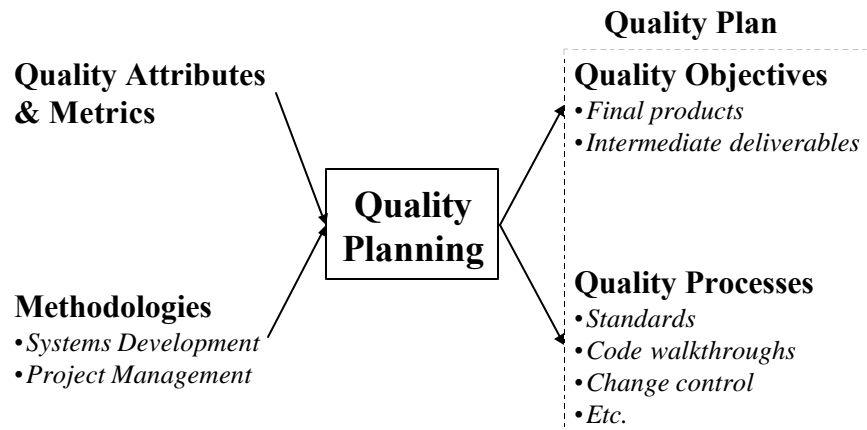 Quality Plan
Quality Attributes
& Metrics
Quality Objectives
•Final products
•Intermediate deliverables
Quality
Planning
Methodologies
•Systems Development
•Project Management
Quality Processes
•Standards
•Code walkthroughs
•Change control
•Etc.